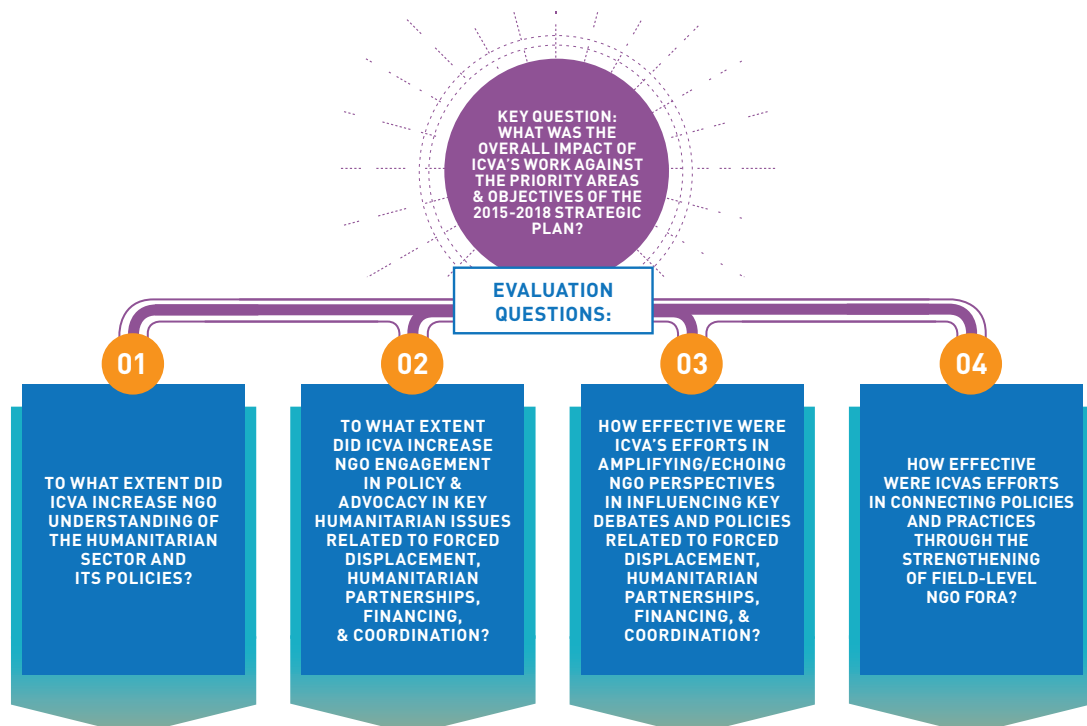 KEY QUESTION:
WHAT WAS THE
OVERALL IMPACT OF
ICVA'S WORK AGAINST
THE PRIORITY AREAS
& OBJECTIVES OF THE
2015-2018 STRATEGIC
PLAN?
EVALUATION
QUESTIONS:
01
TO WHAT EXTENT DID
ICVA INCREASE NGO
UNDERSTANDING OF
THE HUMANITARIAN
SECTOR AND
ITS POLICIES?
02
TO WHAT EXTENT
DID ICVA INCREASE
NGO ENGAGEMENT
IN POLICY &
ADVOCACY IN KEY
HUMANITARIAN ISSUES
RELATED TO FORCED
DISPLACEMENT,
HUMANITARIAN
PARTNERSHIPS,
FINANCING,
& COORDINATION?
03
HOW EFFECTIVE WERE
ICVA'S EFFORTS IN
AMPLIFYING/ECHOING
NGO PERSPECTIVES
IN INFLUENCING KEY
DEBATES AND POLICIES
RELATED TO FORCED
DISPLACEMENT,
HUMANITARIAN
PARTNERSHIPS,
FINANCING, &
COORDINATION?
04
HOW EFFECTIVE
WERE ICVAS EFFORTS
IN CONNECTING POLICIES
AND PRACTICES
THROUGH THE
STRENGTHENING
OF FIELD-LEVEL
NGO FORA?